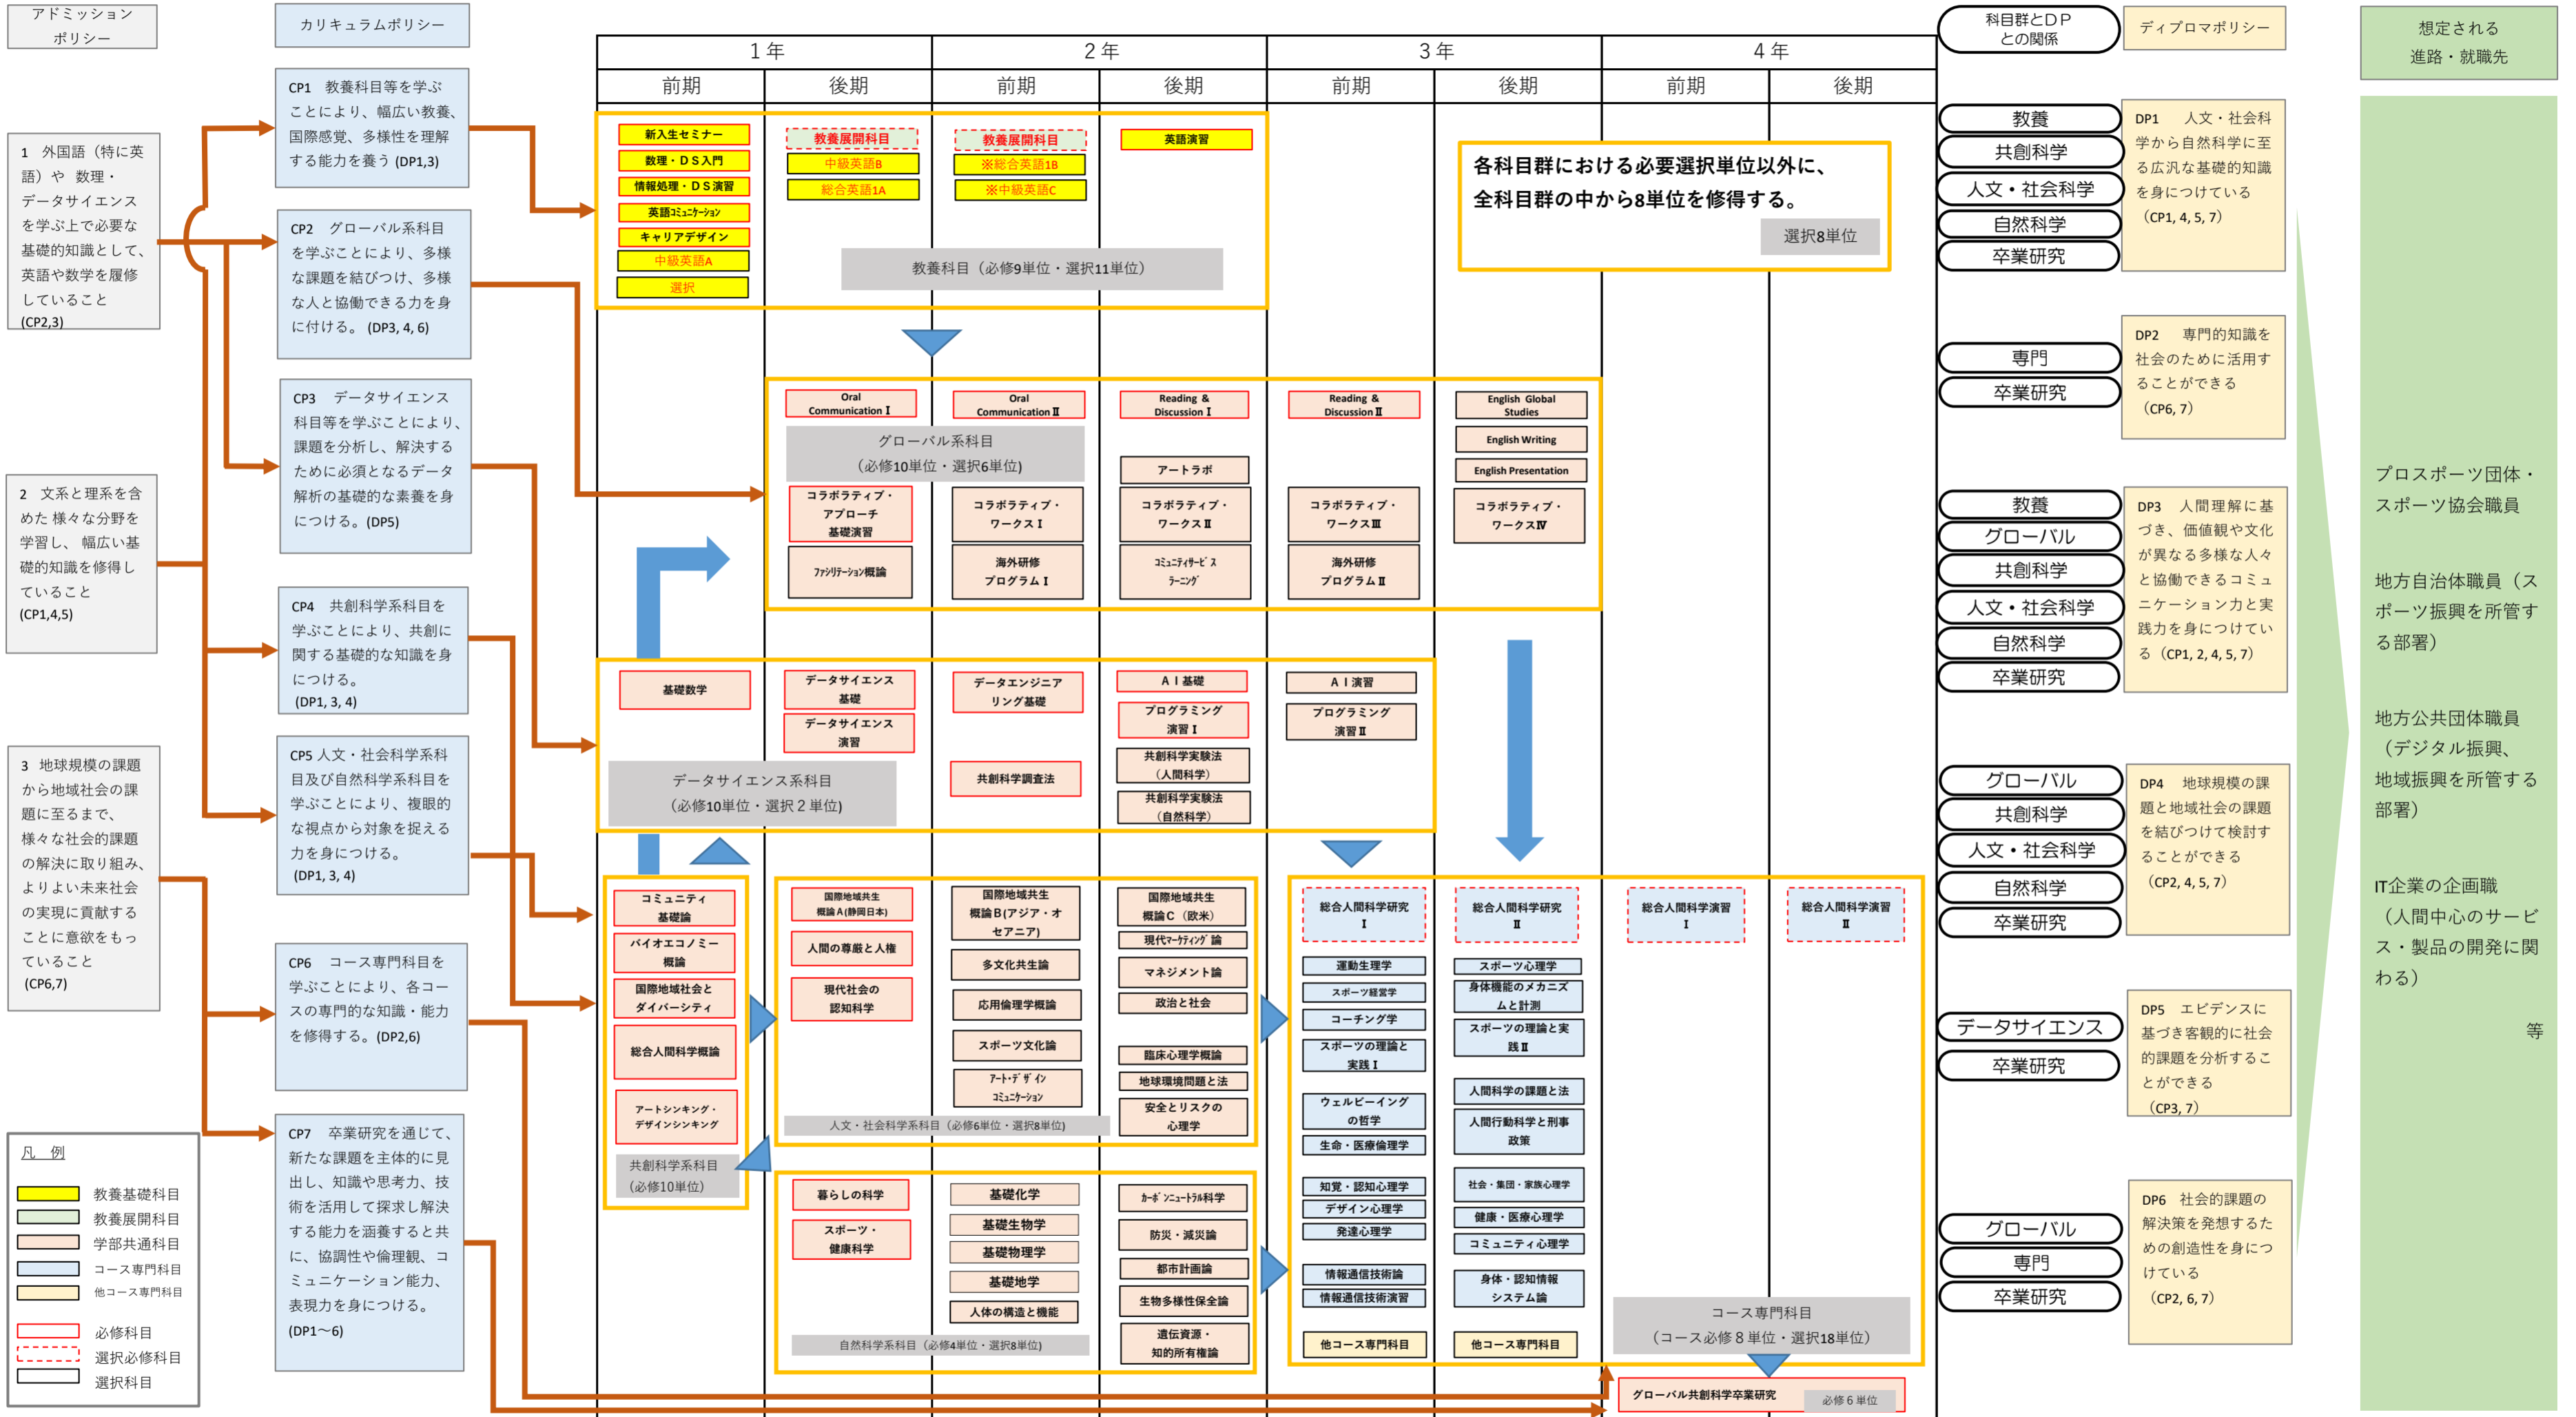 アドミッション
ポリシー
1　外国語（特に英
語）や 数理・
データサイエンス
を学ぶ上で必要な
基礎的知識として、
英語や数学を履修
していること
(CP2,3)
2　文系と理系を含
めた 様々な分野を
学習し、 幅広い基
礎的知識を修得し
ていること
(CP1,4,5)
3　地球規模の課題
から地域社会の課
題に至るまで、
様々な社会的課題
の解決に取り組み、
よりよい未来社会
の実現に貢献する
ことに意欲をもっ
ていること
(CP6,7)
凡　例
教養基礎科目
教養展開科目
学部共通科目
コース専門科目
他コース専門科目
必修科目
選択必修科目
選択科目
カリキュラムポリシー
CP1　教養科目等を学ぶ
ことにより、幅広い教養、
国際感覚、多様性を理解
する能力を養う (DP1,3)
CP2　グローバル系科目
を学ぶことにより、多様
な課題を結びつけ、多様
な人と協働できる力を身
に付ける。 (DP3, 4, 6)
CP3　データサイエンス
科目等を学ぶことにより、
課題を分析し、解決する
ために必須となるデータ
解析の基礎的な素養を身
につける。(DP5)
CP4　共創科学系科目を
学ぶことにより、共創に
関する基礎的な知識を身
につける。
(DP1, 3, 4)
CP5 人文・社会科学系科
目及び自然科学系科目を
学ぶことにより、複眼的
な視点から対象を捉える
力を身につける。
(DP1, 3, 4)
CP6　コース専門科目を
学ぶことにより、各コー
スの専門的な知識・能力
を修得する。(DP2,6)
CP7　卒業研究を通じて、
新たな課題を主体的に見
出し、知識や思考力、技
術を活用して探求し解決
する能力を涵養すると共
に、協調性や倫理観、コ
ミュニケーション能力、
表現力を身につける。
(DP1～6)
1 年
2 年
3 年
4 年
前期
後期
前期
後期
前期
後期
前期
後期
新入生セミナー
数理・DS入門
情報処理・DS演習
英語ｺﾐｭﾆｹｰｼｮﾝ
キャリアデザイン
中級英語A
選択
教養展開科目
中級英語B
総合英語1A
教養展開科目
※総合英語1B
※中級英語C
英語演習
教養科目（必修9単位・選択11単位）
各科目群における必要選択単位以外に、
全科目群の中から8単位を修得する。
選択8単位
Oral
Communication Ⅰ
Oral
Communication Ⅱ
Reading &
Discussion Ⅰ
Reading &
Discussion Ⅱ
English Global
Studies
English Writing
English Presentation
グローバル系科目
（必修10単位・選択6単位）
アートラボ
コラボラティブ・
アプローチ
基礎演習
コラボラティブ・
ワークスⅠ
コラボラティブ・
ワークスⅡ
コラボラティブ・
ワークスⅢ
コラボラティブ・
ワークスⅣ
ﾌｧｼﾘﾃｰｼｮﾝ概論
海外研修
プログラムⅠ
ｺﾐｭﾆﾃｨｻｰﾋﾞｽ
ﾗｰﾆﾝｸﾞ
海外研修
プログラムⅡ
基礎数学
データサイエンス
基礎
データサイエンス
演習
データエンジニア
リング基礎
共創科学調査法
ＡＩ基礎
プログラミング
演習Ⅰ
共創科学実験法
（人間科学）
共創科学実験法
（自然科学）
ＡＩ演習
プログラミング
演習Ⅱ
データサイエンス系科目
（必修10単位・選択２単位）
コミュニティ
基礎論
バイオエコノミー
概論
国際地域社会と
ダイバーシティ
総合人間科学概論
アートシンキング・
デザインシンキング
共創科学系科目
（必修10単位）
国際地域共生
概論Ａ(静岡日本)
人間の尊厳と人権
現代社会の
認知科学
国際地域共生
概論Ｂ(アジア・オ
セアニア)
多文化共生論
応用倫理学概論
スポーツ文化論
ｱｰﾄ･ﾃﾞｻﾞｲﾝ
ｺﾐｭﾆｹｰｼｮﾝ
国際地域共生
概論Ｃ（欧米）
現代ﾏｰｹﾃｨﾝｸﾞ論
マネジメント論
政治と社会
臨床心理学概論
地球環境問題と法
安全とリスクの
心理学
人文・社会科学系科目（必修6単位・選択8単位）
暮らしの科学
スポーツ・
健康科学
基礎化学
基礎生物学
基礎物理学
基礎地学
人体の構造と機能
ｶｰﾎﾞﾝﾆｭｰﾄﾗﾙ科学
防災・減災論
都市計画論
生物多様性保全論
遺伝資源・
知的所有権論
自然科学系科目（必修4単位・選択8単位）
総合人間科学研究
Ⅰ
運動生理学
スポーツ経営学
コーチング学
スポーツの理論と
実践Ⅰ
ウェルビーイング
の哲学
生命・医療倫理学
知覚・認知心理学
デザイン心理学
発達心理学
情報通信技術論
情報通信技術演習
他コース専門科目
総合人間科学研究
Ⅱ
スポーツ心理学
身体機能のメカニズ
ムと計測
スポーツの理論と実
践Ⅱ
人間科学の課題と法
人間行動科学と刑事
政策
社会・集団・家族心理学
健康・医療心理学
コミュニティ心理学
身体・認知情報
システム論
他コース専門科目
総合人間科学演習
Ⅰ
総合人間科学演習
Ⅱ
コース専門科目
（コース必修８単位・選択18単位）
グローバル共創科学卒業研究
必修６単位
科目群とＤＰ
との関係
教養
共創科学
人文・社会科学
自然科学
卒業研究
専門
卒業研究
教養
グローバル
共創科学
人文・社会科学
自然科学
卒業研究
グローバル
共創科学
人文・社会科学
自然科学
卒業研究
データサイエンス
卒業研究
グローバル
専門
卒業研究
ディプロマポリシー
DP1　人文・社会科
学から自然科学に至
る広汎な基礎的知識
を身につけている
（CP1, 4, 5, 7）
DP2　専門的知識を
社会のために活用す
ることができる
（CP6, 7）
DP3　人間理解に基
づき、価値観や文化
が異なる多様な人々
と協働できるコミュ
ニケーション力と実
践力を身につけてい
る（CP1, 2, 4, 5, 7）
DP4　地球規模の課
題と地域社会の課題
を結びつけて検討す
ることができる
（CP2, 4, 5, 7）
DP5　エビデンスに
基づき客観的に社会
的課題を分析するこ
とができる
（CP3, 7）
DP6　社会的課題の
解決策を発想するた
めの創造性を身につ
けている
（CP2, 6, 7）
想定される
進路・就職先
プロスポーツ団体・
スポーツ協会職員
地方自治体職員（ス
ポーツ振興を所管す
る部署）
地方公共団体職員
（デジタル振興、
地域振興を所管する
部署）
IT企業の企画職
（人間中心のサービ
ス・製品の開発に関
わる）
等